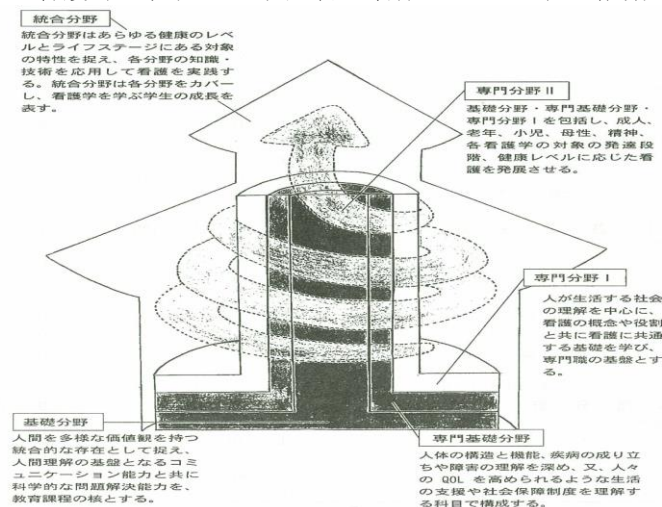 統合分野
統合分野はあらゆる健康のレベ
ルとライフステージにある対象
の特性を捉え、各分野の知識・
技術を応用して看護を実践す
る。統合分野は各分野をカバー
し、看護学を学ぶ学生の成長を
表す。
専門分野Ⅱ
基礎分野・専門基礎分野・
専門分野Ⅰを包括し、成人、
老年、小児、母性、精神、
各看護学の対象の発達段
階、健康レベルに応じた看
護を発展させる。
専門分野Ⅰ
人が生活する社会
の理解を中心に、
看護の概念や役割
と共に看護に共通
する基礎を学び、
専門職の基盤とす
る。
基礎分野
人間を多様な価値観を持つ
統合的な存在として捉え、
人間理解の基盤となるコミ
ュニケーション能力と共に
科学的な問題解決能力を、
教育課程の核とする。
専門基礎分野
人体の構造と機能、疾病の成り立
ちや障害の理解を深め、又、人々
の QOL を高められるような生活
の支援や社会保障制度を理解す
る科目で構成する。